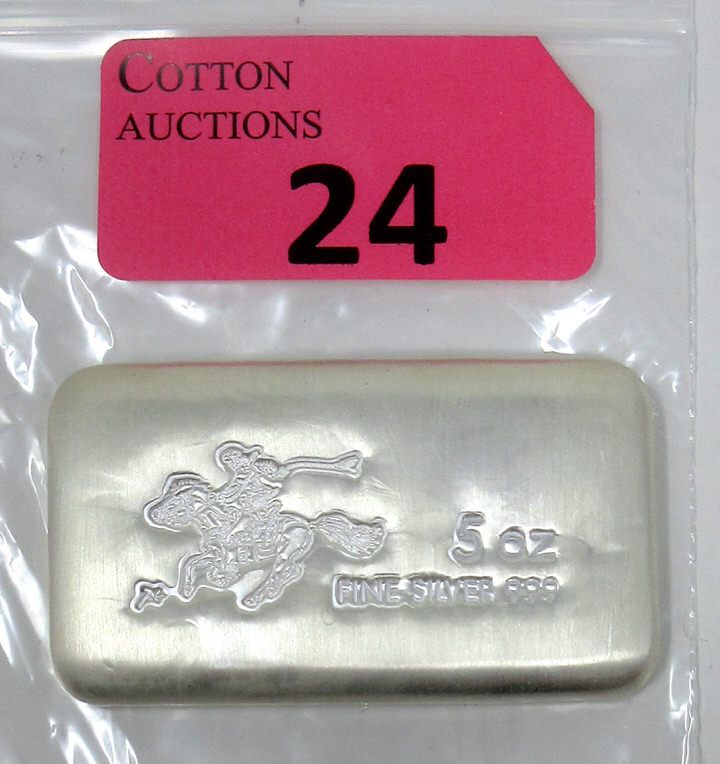 COTTON
AUCTIONS
24
5 oz
FINE SILVER 999